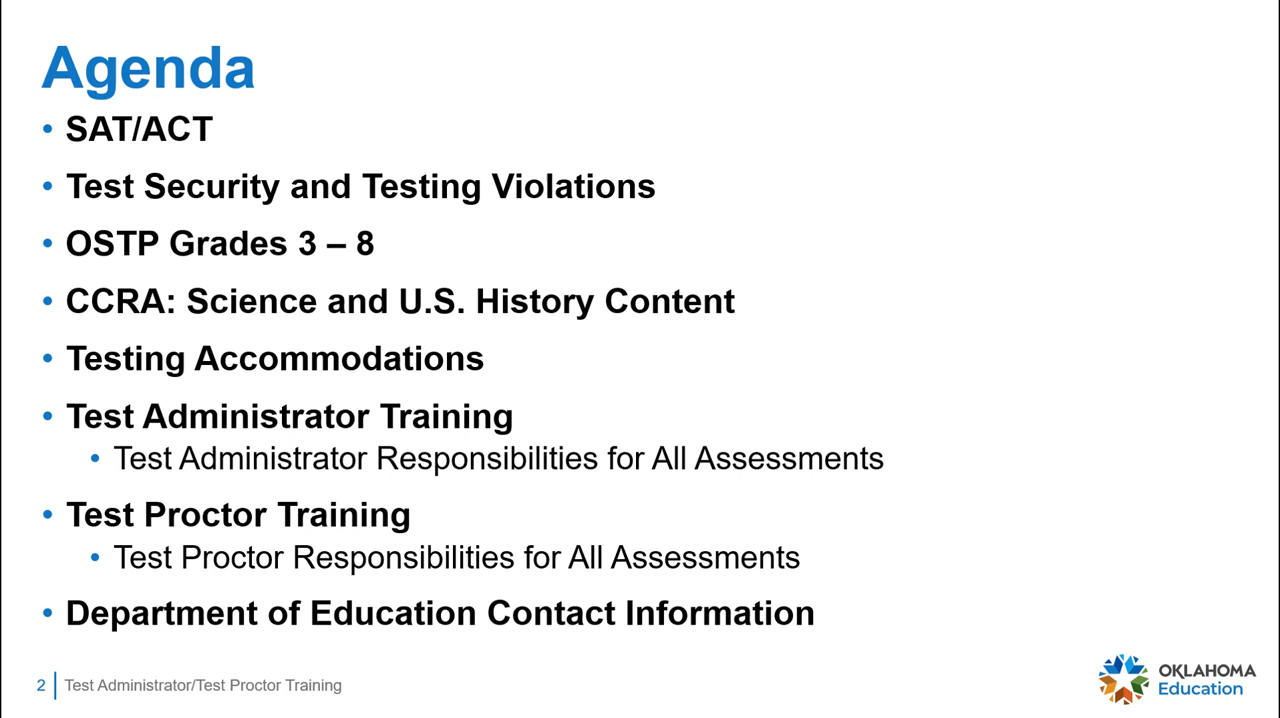 Agenda
• SAT/ACT
• Test Security and Testing Violations
• OSTP Grades 3 – 8
• CCRA: Science and U.S. History Content
• Testing Accommodations
• Test Administrator Training
• Test Administrator Responsibilities for All Assessments
• Test Proctor Training
• Test Proctor Responsibilities for All Assessments
• Department of Education Contact Information
2 | Test Administrator/Test Proctor Training
OKLAHOMA
Education